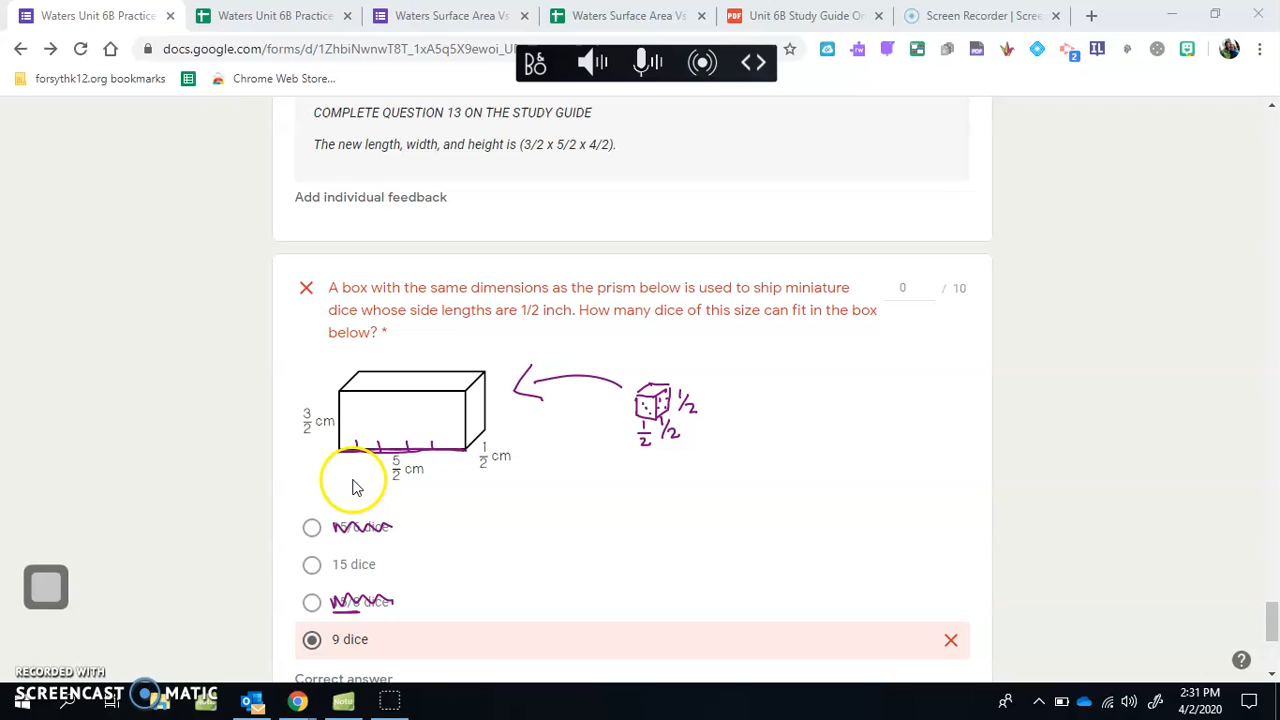 Waters Unit 6B Practice
Waters Unit 6B Practice
Waters Surface Area Vs
Waters Surface Area Vs
Unit 6B Study Guide On
Screen Recorder | Scree
docs.google.com/forms/d/1ZhbiNwnwT8T_1xA5q5X9ewoi_U
forsythk12.org bookmarks
Chrome Web Store...
COMPLETE QUESTION 13 ON THE STUDY GUIDE
The new length, width, and height is (3/2 x 5/2 x 4/2).
Add individual feedback
A box with the same dimensions as the prism below is used to ship miniature
dice whose side lengths are 1/2 inch. How many dice of this size can fit in the box
below? *
0 / 10
3/2 cm
5/2 cm
1/2 cm
1/2
1/2
1/2
dice
15 dice
dice
9 dice
Correct answer
RECORDED WITH
SCREENCAST MATIC
2:31 PM
4/2/2020